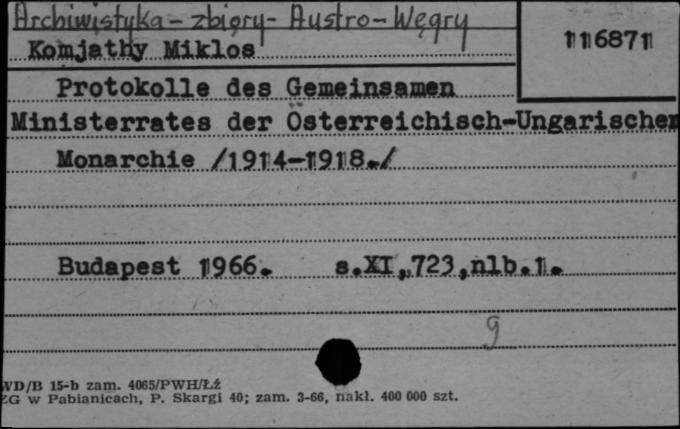 Archiwistyka - zbiory - Austro-Węgry
Komjathy Miklos
116871
Protokolle des Gemeinsamen
Ministerrates der Österreichisch-Ungarischen
Monarchie /1914-1918./
Budapest 1966. s.XI,723,nlb.1.
g
WD/B 15-b zam. 4065/PWH/Łź
ZG w Pabianicach, P. Skargi 40; zam. 3-66, nakł. 400 000 szt.